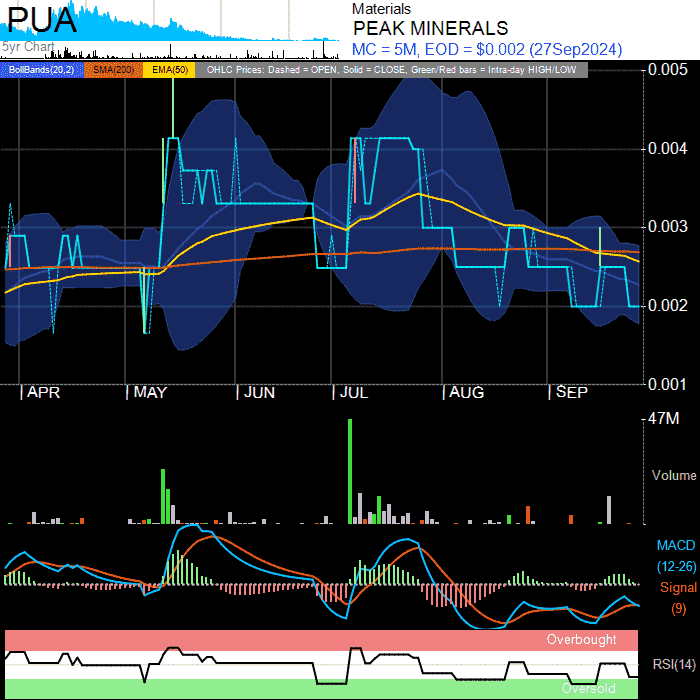 PUA
5yr Chart
Materials
PEAK MINERALS
MC = 5M, EOD = $0.002 (27Sep2024)
BollBands(20,2) SMA(200) EMA(50) OHLC Prices: Dashed = OPEN, Solid = CLOSE, Green/Red bars = Intra-day HIGH/LOW
0.005
0.004
0.003
0.002
0.001
APR MAY JUN JUL AUG SEP
47M
Volume
MACD
(12-26)
Signal
(9)
Overbought
RSI(14)
Oversold